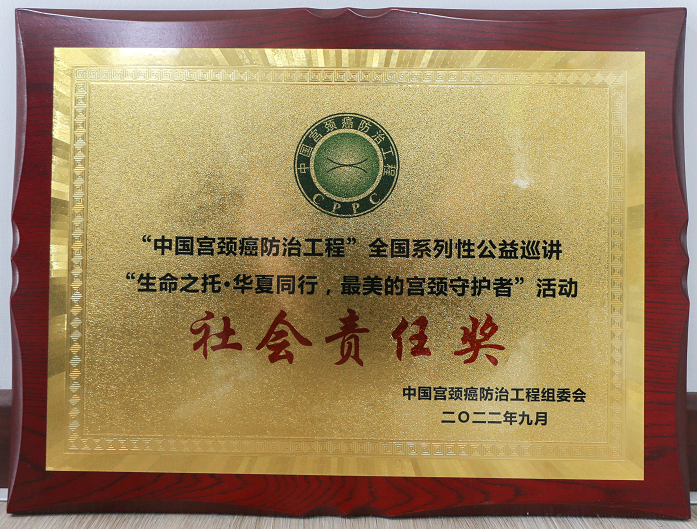 中国宫颈癌防治工程
CPPC
“中国宫颈癌防治工程”全国系列性公益巡讲
“生命之托·华夏同行，最美的宫颈守护者”活动
社会责任奖
中国宫颈癌防治工程组委会
二〇二二年九月